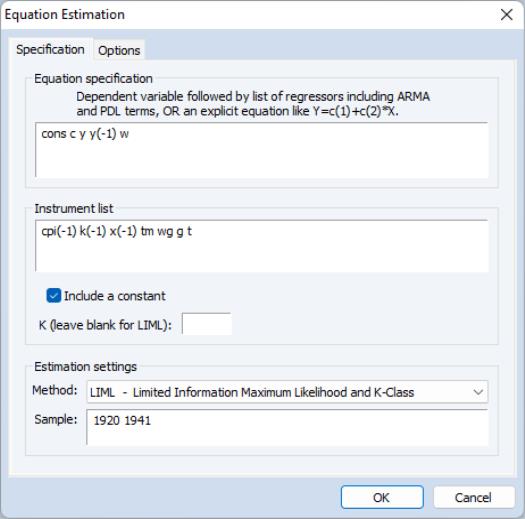 Equation Estimation
Specification
Options
Equation specification
Dependent variable followed by list of regressors including ARMA
and PDL terms, OR an explicit equation like Y=c(1)+c(2)*X.
cons c y y(-1) w
Instrument list
cpi(-1) k(-1) x(-1) tm wg g t
Include a constant
K (leave blank for LIML):
Estimation settings
Method: LIML - Limited Information Maximum Likelihood and K-Class
Sample: 1920 1941
OK
Cancel